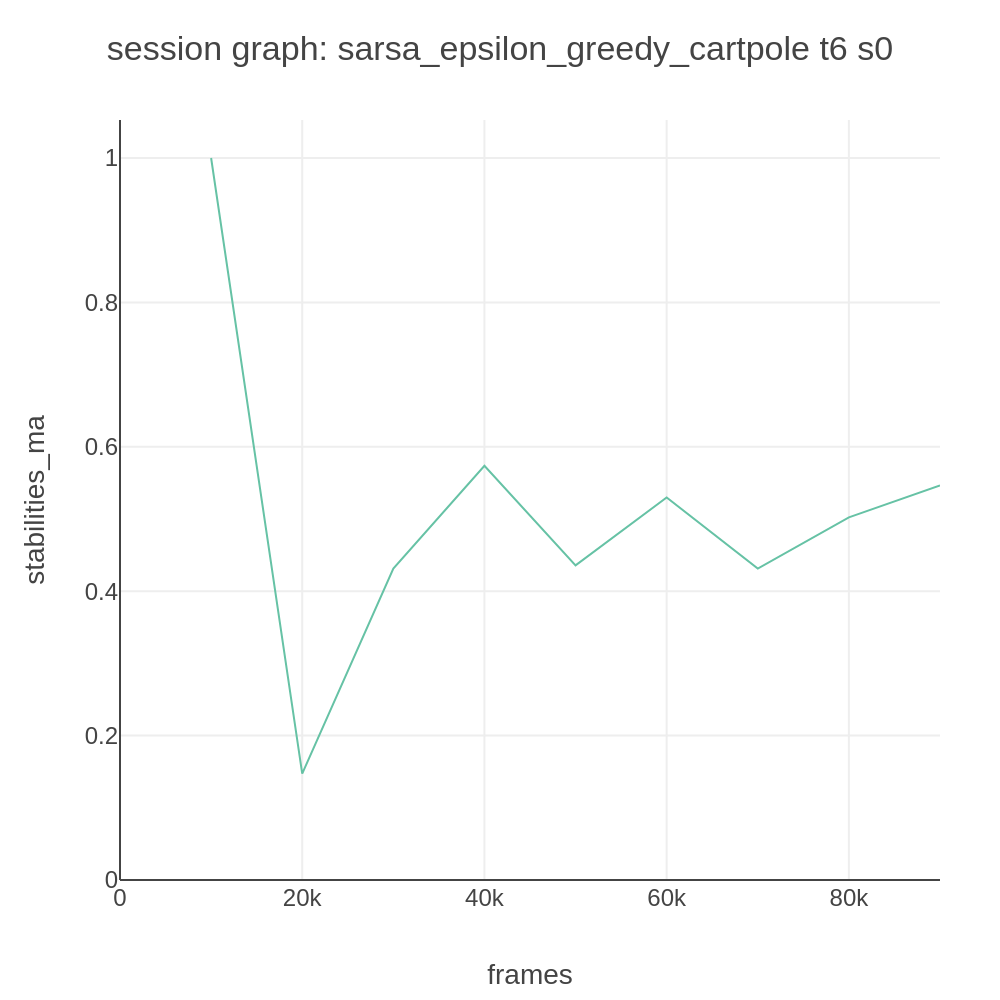 session graph: sarsa_epsilon_greedy_cartpole t6 s0
stabilities_ma
1
0.8
0.6
0.4
0.2
0
0 20k 40k 60k 80k
frames